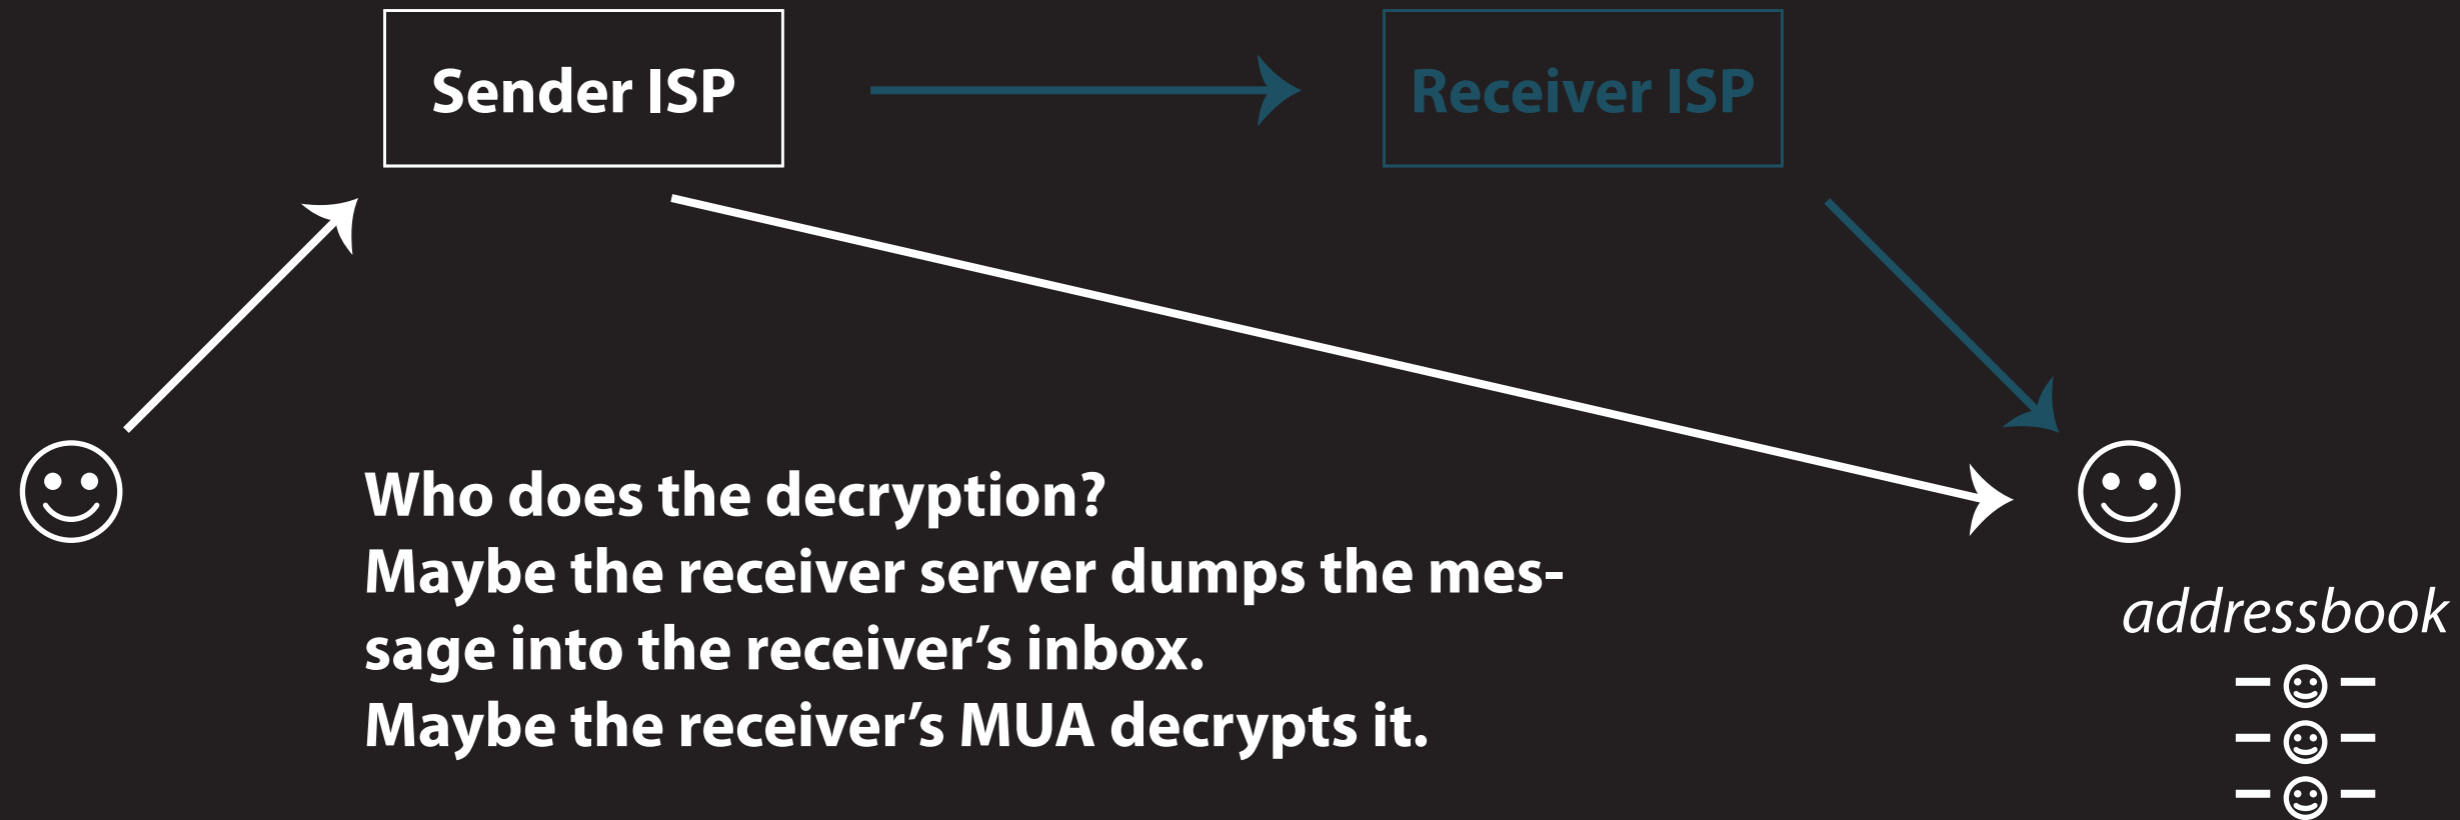 Sender ISP
Receiver ISP
Who does the decryption?
Maybe the receiver server dumps the mes-
sage into the receiver’s inbox.
Maybe the receiver’s MUA decrypts it.
addressbook